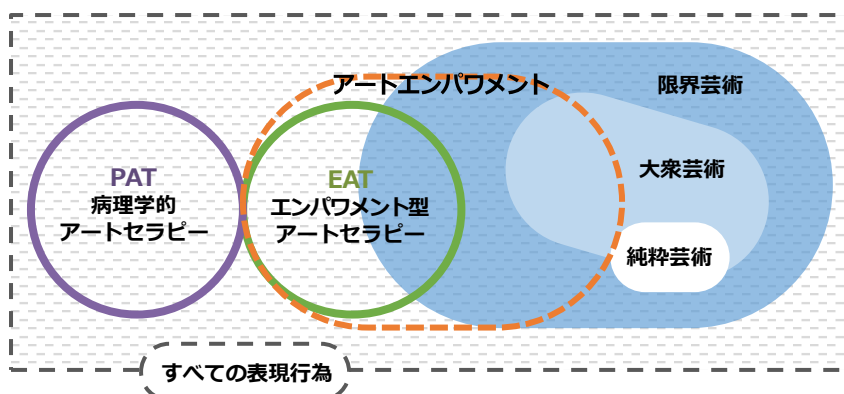 アートエンパワメント
限界芸術
PAT
病理学的
アートセラピー
EAT
エンパワメント型
アートセラピー
大衆芸術
純粋芸術
すべての表現行為